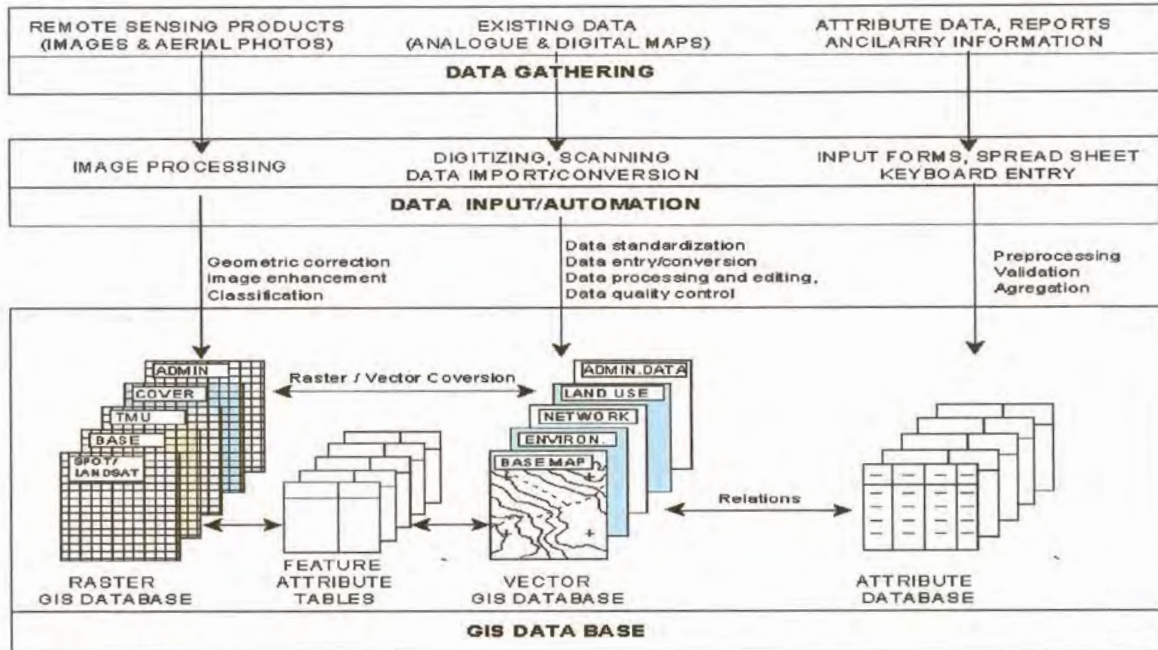 REMOTE SENSING PRODUCTS
(IMAGES & AERIAL PHOTOS)
EXISTING DATA
(ANALOGUE & DIGITAL MAPS)
ATTRIBUTE DATA, REPORTS
ANCILARRY INFORMATION
DATA GATHERING
IMAGE PROCESSING
DIGITIZING, SCANNING
DATA IMPORT/CONVERSION
INPUT FORMS, SPREAD SHEET
KEYBOARD ENTRY
DATA INPUT/AUTOMATION
Geometric correction
Image enhancement
Classification
Data standardization
Data entry/conversion
Data processing and editing,
Data quality control
Preprocessing
Validation
Agregation
ADMIN
COVER
TMU
BASE
SPOT/
LANDSAT
Raster / Vector Coversion
ADMIN.DATA
LAND USE
NETWORK
ENVIRON.
BASE MAP
Relations
RASTER
GIS DATABASE
FEATURE
ATTRIBUTE
TABLES
VECTOR
GIS DATABASE
ATTRIBUTE
DATABASE
GIS DATA BASE